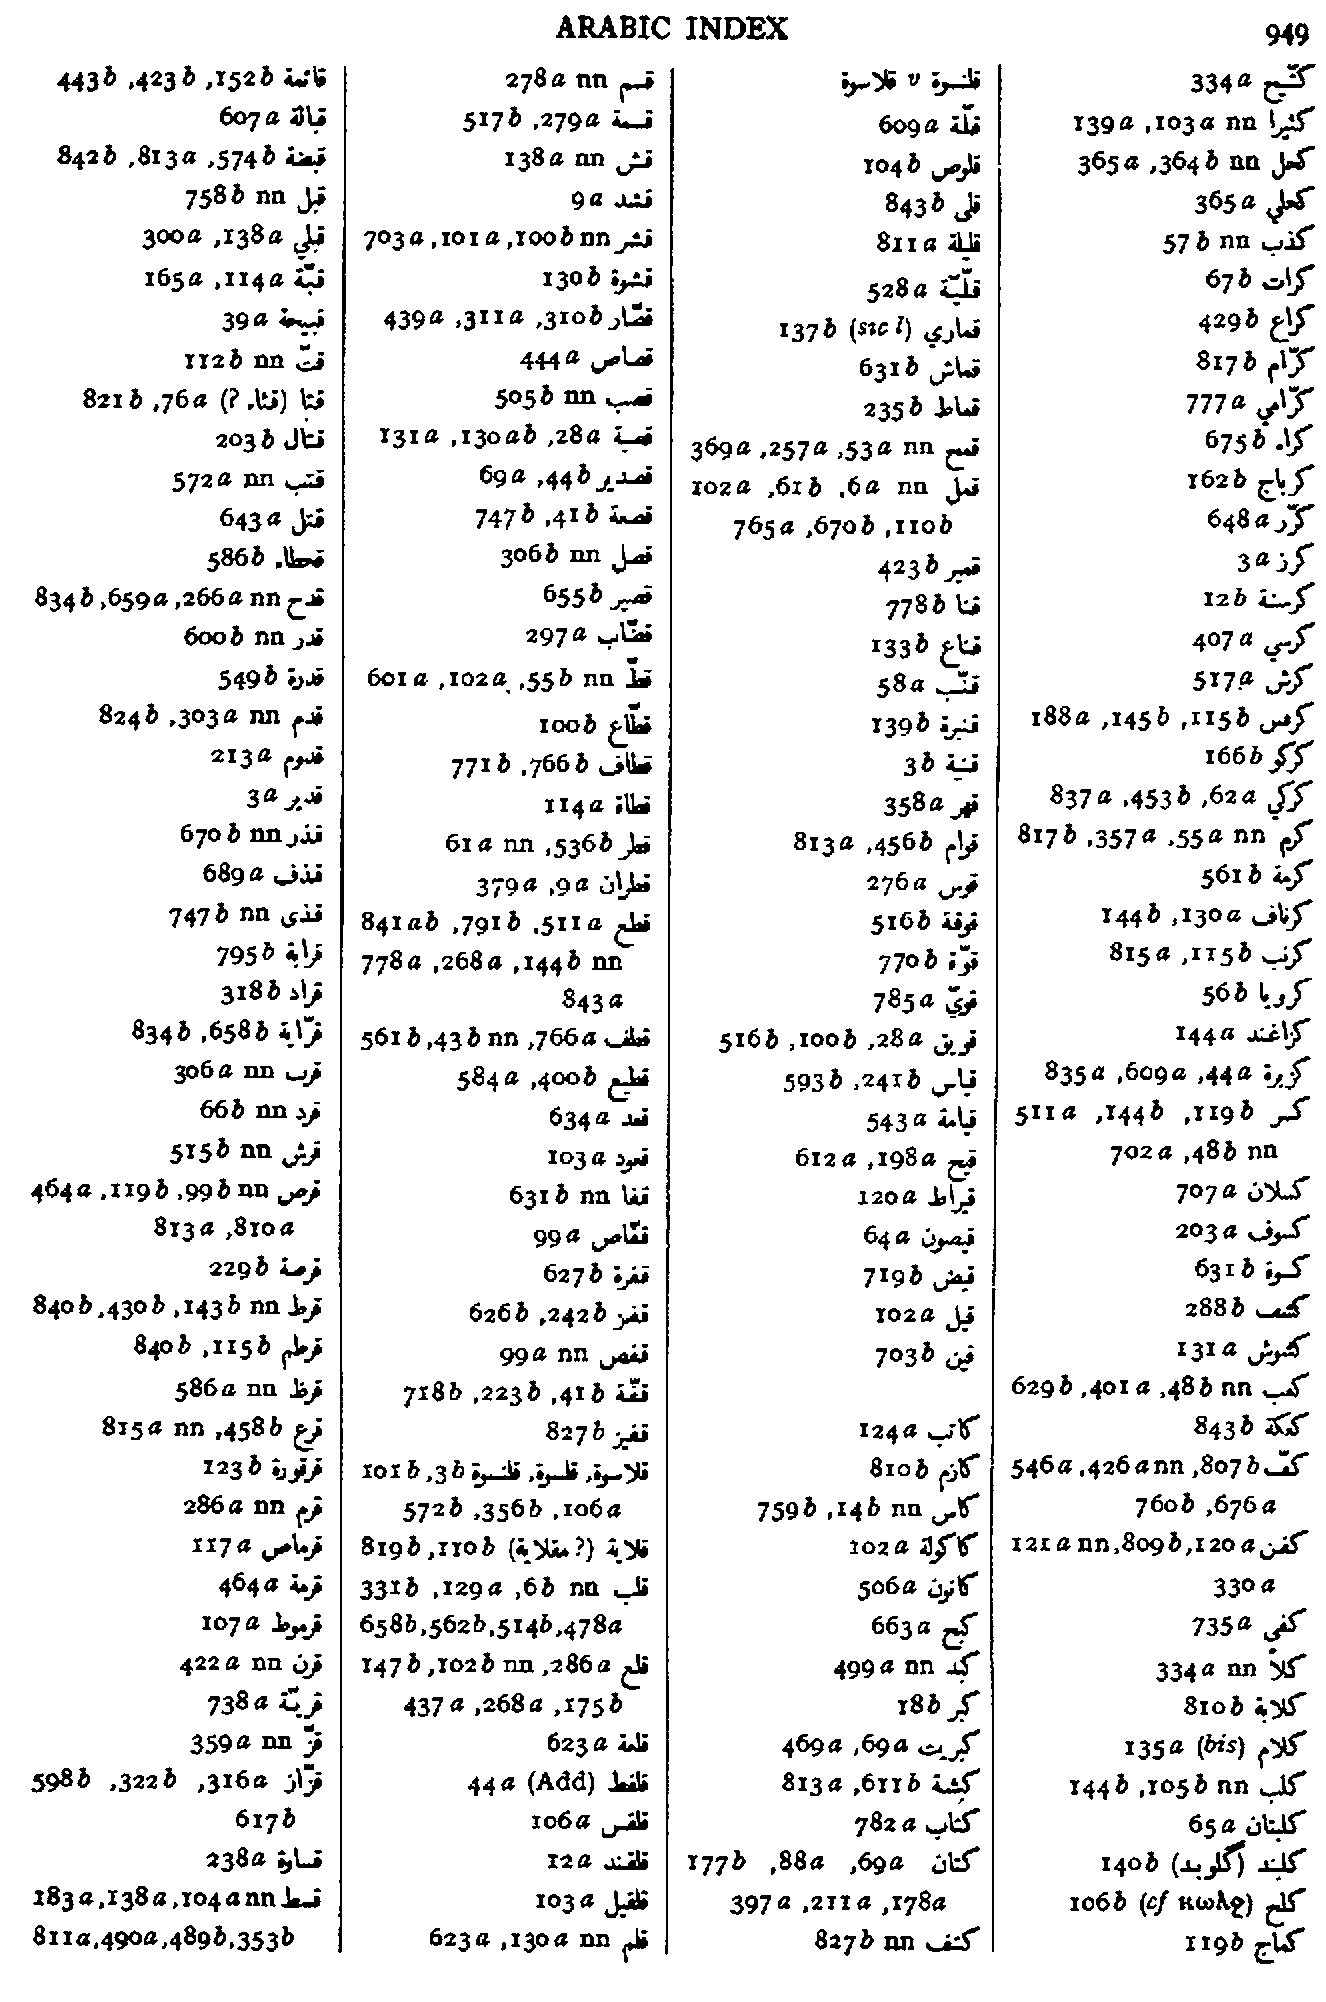 ARABIC INDEX
949
قائمة 152b, 423b, 443b
قبالة 607a
قبضة 574b, 813a, 842b
قبل nn 758b
قبلي 138a, 300a
قبّة 114a, 165a
قبيحة 39a
قتّ nn 112b
قتا (قثاء ?) 76a, 821b
قتال 203b
قتب nn 572a
قتل 643a
قحطاء 586b
قدح nn 266a, 659a, 834b
قدر nn 600b
قدرة 549b
قدم nn 303a, 824b
قدوم 213a
قدير 3a
قذر nn 670b
قذف 689a
قذى nn 747b
قراية 795b
قراد 318b
قرّاية 658b, 834b
قرب nn 306a
قرد nn 66b
قرش nn 515b
قرص nn 99b, 119b, 464a
810a, 813a
قرصة 229b
قرط nn 143b, 430b, 840b
قرطم 115b, 840b
قرظ nn 586a
قرع 458b, nn 815a
قرقورة 123b
قرم nn 286a
قرماص 117a
قرمة 464a
قرموط 107a
قرن nn 422a
قريّة 738a
قزّ nn 359a
قزّاز 316a, 322b, 598b
617b
قسارة 238a
قسط nn 104a, 138a, 183a
353b, 489b, 490a, 811a
قسم nn 278a
قسمة 279a, 517b
قش nn 138a
قشد 9a
قشر nn 100b, 101a, 703a
قشرة 130b
قصّار 310b, 311a, 439a
قصاص 444a
قصب nn 505b
قصبة 28a, 130ab, 131a
قصدير 44b, 69a
قصعة 41b, 747b
قصل nn 306b
قصير 655b
قضّاب 297a
قطّ nn 55b, 102a, 601a
قطّاع 100b
قطاف 766b, 771b
قطاة 114a
قطر 536b, nn 61a
قطران 9a, 379a
قطع 511a, 791b, 841ab
nn 144b, 268a, 778a
843a
قطف 766a, nn 43b, 561b
قطيع 400b, 584a
قعد 634a
قعود 103a
قفا nn 631b
قفّاص 99a
قفرة 627b
قفز 242b, 626b
قفص nn 99a
قفّة 41b, 223b, 718b
قفيز 827b
قلاسوة, قلسوة, قلنسوة 3b, 101b
106a, 356b, 572b
قلاية (مقلاية ?) 110b, 819b
قلب nn 6b, 129a, 331b
478a, 514b, 562b, 658b
قلع 286a, nn 102b, 147b
175b, 268a, 437a
قلعة 623a
قلفط (Add) 44a
قلقس 106a
قلقند 12a
قلقيل 103a
قلم nn 130a, 623a
قلنسوة v قلاسوة
قلّة 609a
قلوص 104b
قلى 843b
قليلة 811a
قلّيّة 528a
قماري (sic l) 137b
قماش 631b
قماط 235b
قمح nn 53a, 257a, 369a
قمل nn 6a, 61b, 102a
110b, 670b, 765a
قمير 423b
قنا 778b
قناع 133b
قنّب 58a
قنبرة 139b
قنية 3b
قهر 358a
قوام 456b, 813a
قوس 276a
قوقة 516b
قوّة 770b
قويّ 785a
قويق 28a, 100b, 516b
قياس 241b, 593b
قيامة 543a
قيح 198a, 612a
قيراط 120a
قيصون 64a
قيض 719b
قيل 102a
قين 703b
كاتب 124a
كازم 810b
كاس nn 14b, 759b
كاكولة 102a
كانون 506a
كبح 663a
كبد nn 499a
كبر 18b
كبريت 69a, 469a
كبشة 611b, 813a
كتاب 782a
كتان 69a, 88a, 177b
178a, 211a, 397a
كتف nn 827b
كتّيح 334a
كثيرا nn 103a, 139a
كحل nn 364b, 365a
كحلي 365a
كذب nn 57b
كرات 67b
كراع 429b
كرّام 817b
كرّامي 777a
كراء 675b
كرباج 162b
كرّر 648a
كرز 3a
كرسنة 12b
كرسي 407a
كرش 517a
كرفس 115b, 145b, 188a
كركو 166b
كركي 62a, 453b, 837a
كرم nn 55a, 357a, 817b
كرمة 561b
كرناف 130a, 144b
كرنب 115b, 815a
كرويا 56b
كزاغند 144a
كزبرة 44a, 609a, 835a
كسر 119b, 144b, 511a
nn 48b, 702a
كسلان 707a
كسوف 203a
كسوة 631b
كشف 288b
كشوش 131a
كعب nn 48b, 401a, 629b
كعكة 843b
كفّ 807b, nn 426a, 546a
676a, 760b
كفن 120a, 809b, nn 121a
330a
كفى 735a
كلأ nn 334a
كلابة 810b
كلام (bis) 135a
كلب nn 105b, 144b
كلبتان 65a
كلبند (گلوبد) 140b
كلح (cf ⲕⲱⲗϩ) 106b
كماج 119b